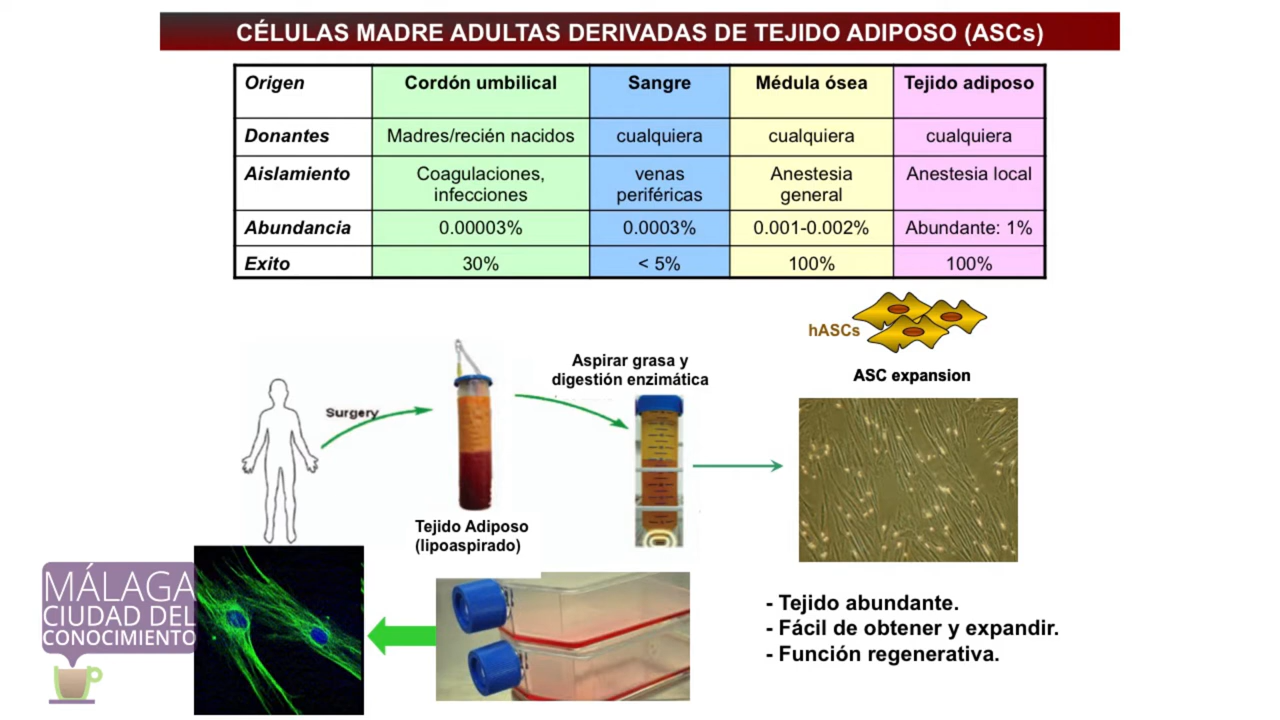 CÉLULAS MADRE ADULTAS DERIVADAS DE TEJIDO ADIPOSO (ASCs)
Origen Cordón umbilical Sangre Médula ósea Tejido adiposo
Donantes Madres/recién nacidos cualquiera cualquiera cualquiera
Aislamiento Coagulaciones, infecciones venas periféricas Anestesia general Anestesia local
Abundancia 0.00003% 0.0003% 0.001-0.002% Abundante: 1%
Exito 30% < 5% 100% 100%
hASCs
ASC expansion
Aspirar grasa y
digestión enzimática
Surgery
Tejido Adiposo
(lipoaspirado)
- Tejido abundante.
- Fácil de obtener y expandir.
- Función regenerativa.
MÁLAGA
CIUDAD DEL
CONOCIMIENTO